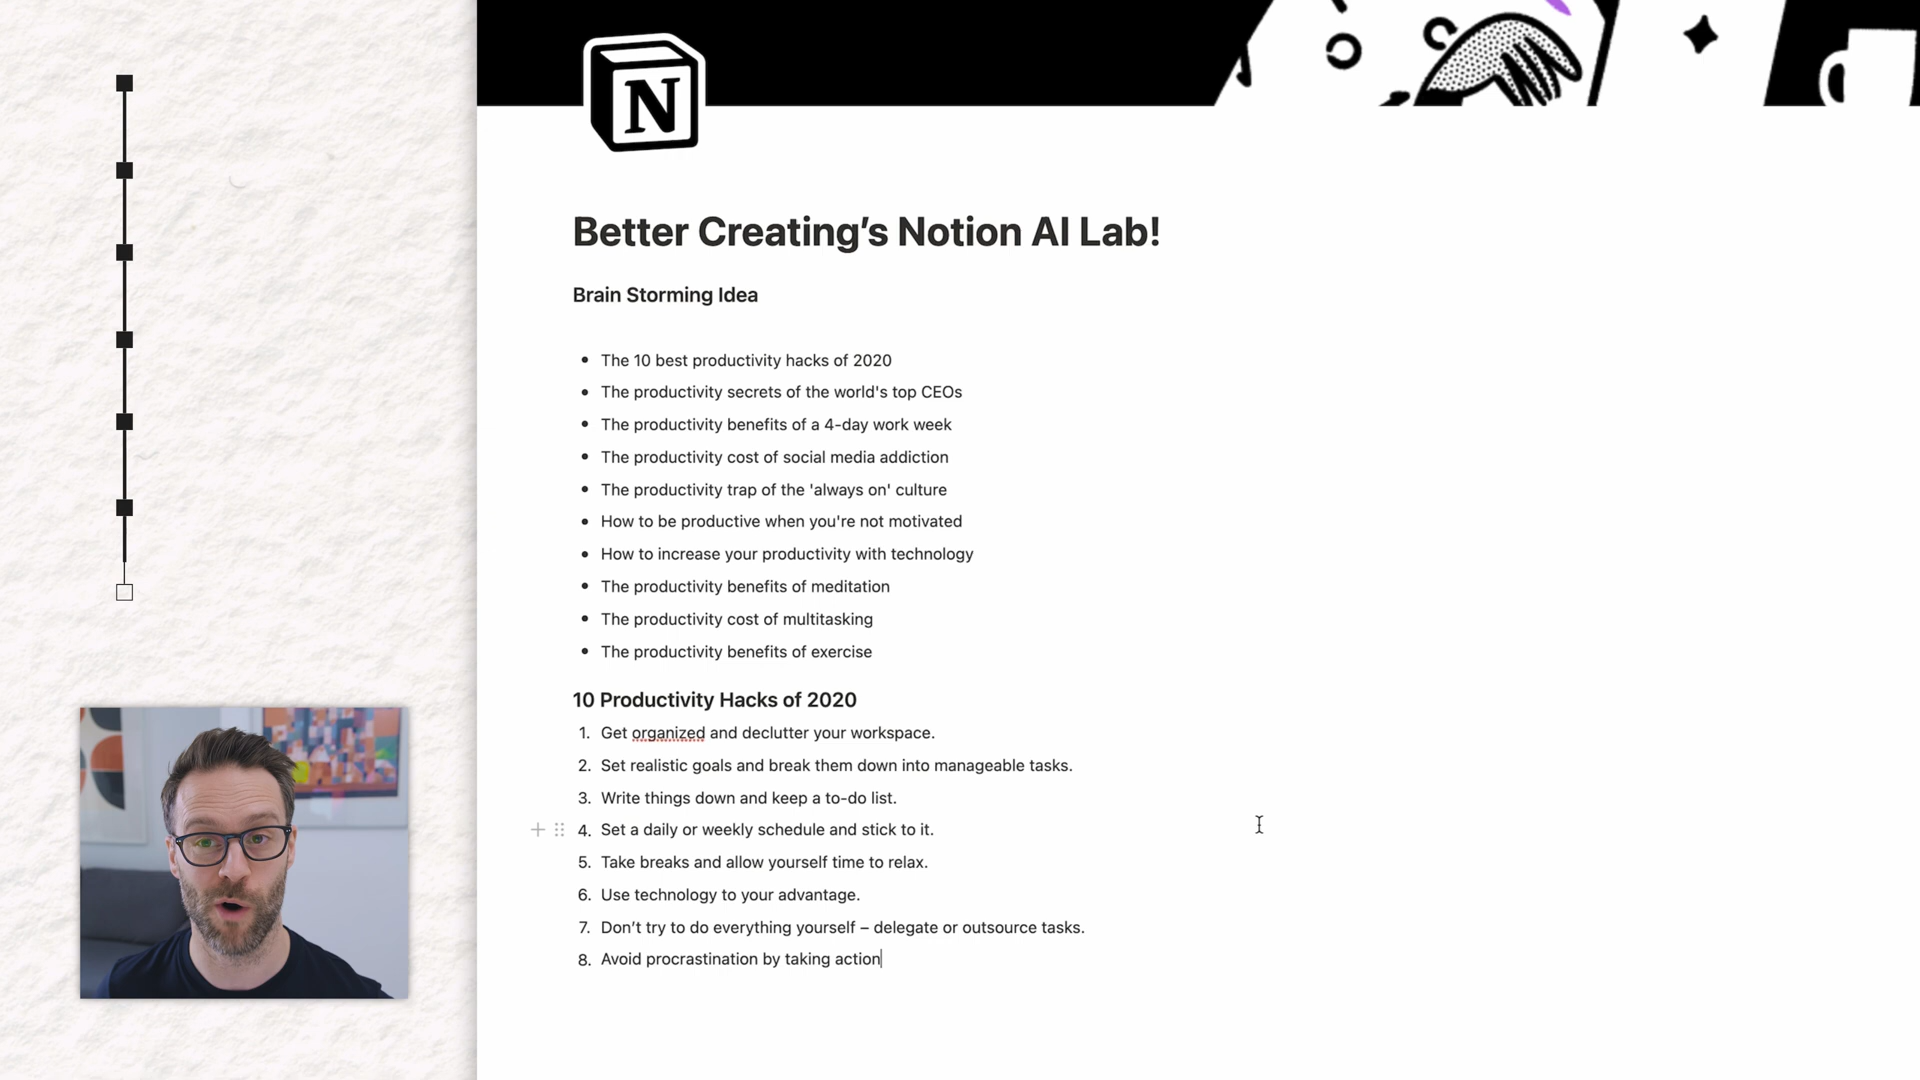 N
Better Creating’s Notion AI Lab!
Brain Storming Idea
• The 10 best productivity hacks of 2020
• The productivity secrets of the world's top CEOs
• The productivity benefits of a 4-day work week
• The productivity cost of social media addiction
• The productivity trap of the 'always on' culture
• How to be productive when you're not motivated
• How to increase your productivity with technology
• The productivity benefits of meditation
• The productivity cost of multitasking
• The productivity benefits of exercise
10 Productivity Hacks of 2020
1. Get organized and declutter your workspace.
2. Set realistic goals and break them down into manageable tasks.
3. Write things down and keep a to-do list.
4. Set a daily or weekly schedule and stick to it.
5. Take breaks and allow yourself time to relax.
6. Use technology to your advantage.
7. Don’t try to do everything yourself – delegate or outsource tasks.
8. Avoid procrastination by taking action